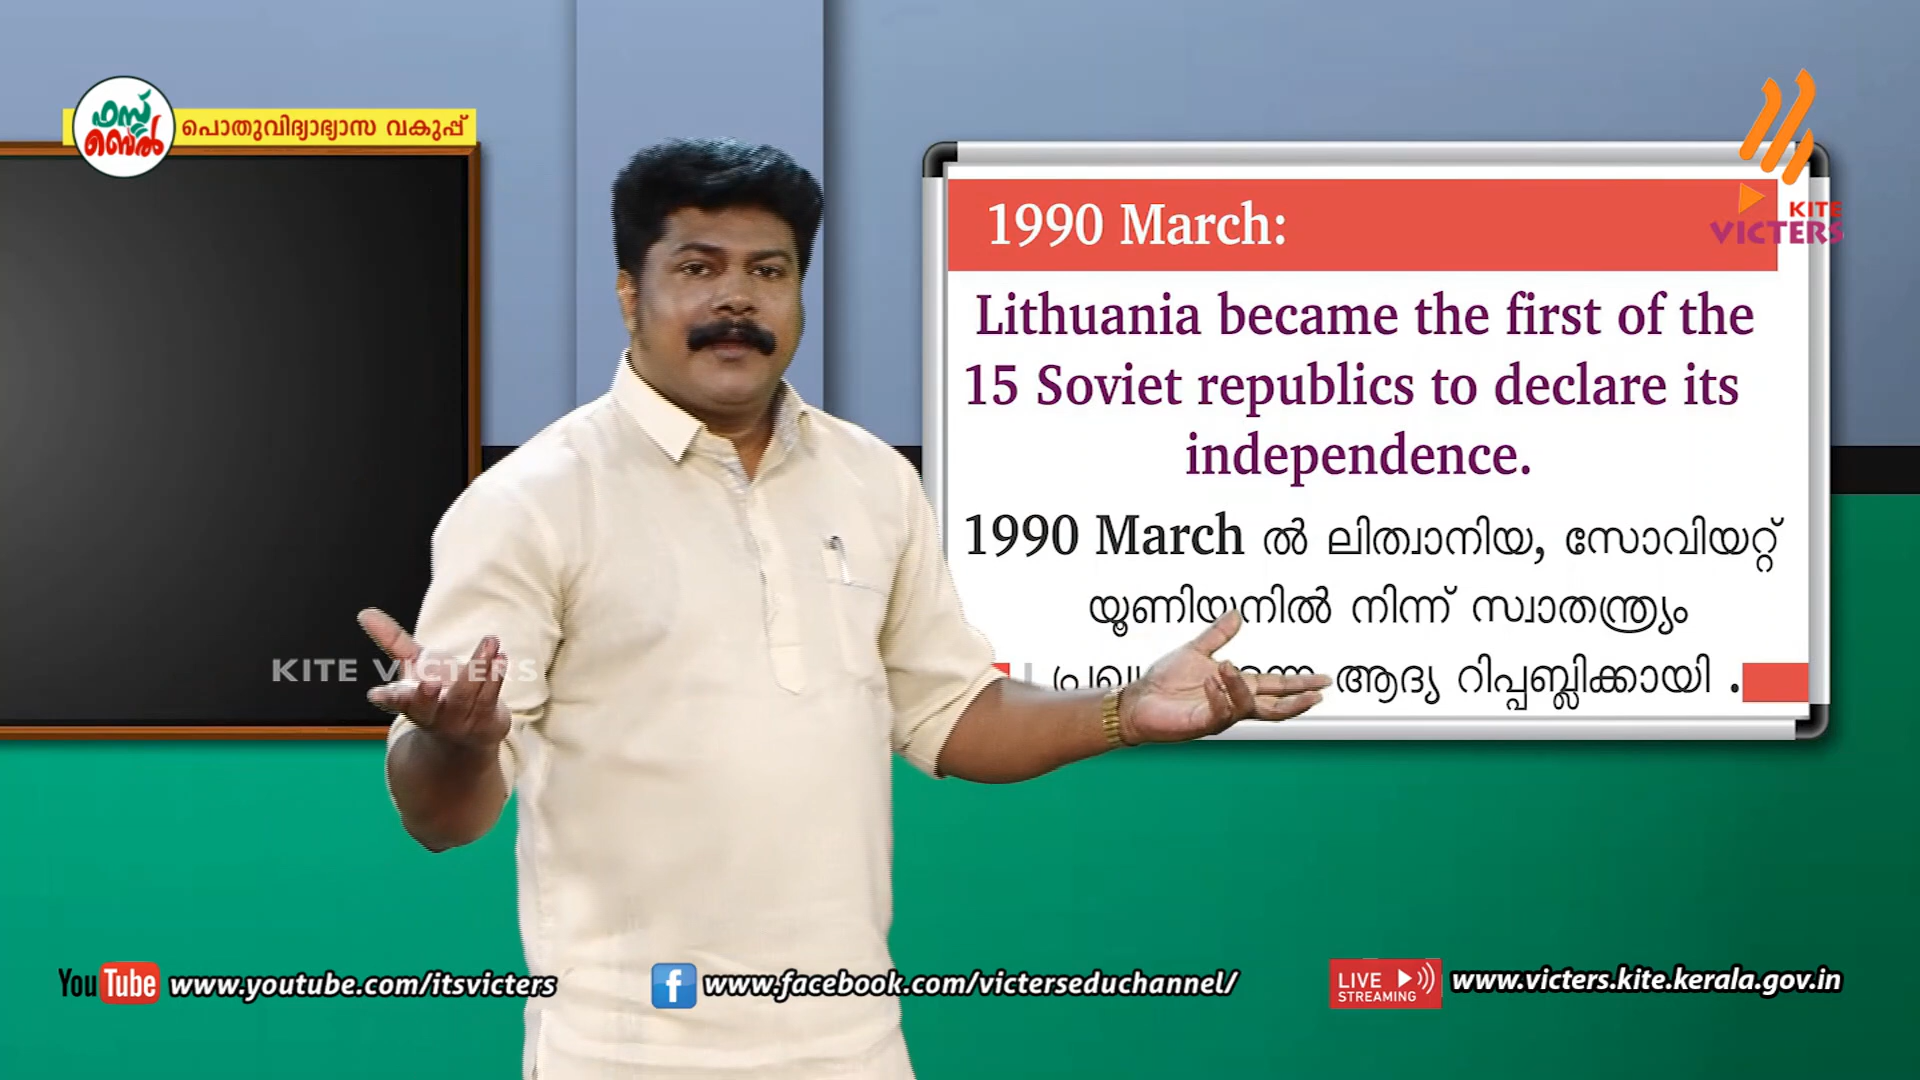 ഫസ്റ്റ്
ബെൽ
പൊതുവിദ്യാഭ്യാസ വകുപ്പ്
KITE
VICTERS
1990 March:
Lithuania became the first of the
15 Soviet republics to declare its
independence.
1990 March ൽ ലിത്വാനിയ, സോവിയറ്റ്
യൂണിയനിൽ നിന്ന് സ്വാതന്ത്ര്യം
ആദ്യ റിപ്പബ്ലിക്കായി .
KITE VICTERS
YouTube www.youtube.com/itsvicters
f www.facebook.com/victerseduchannel/
LIVE
STREAMING
www.victers.kite.kerala.gov.in